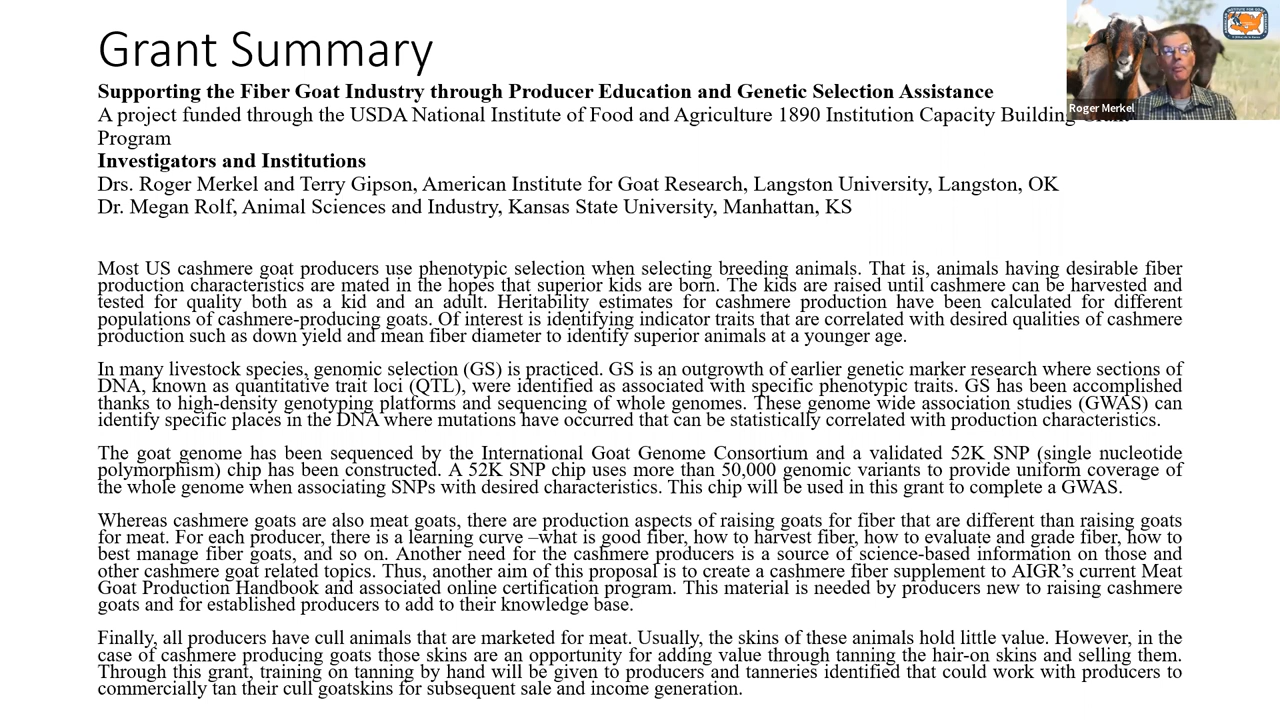 Grant Summary
Roger Merkel
Supporting the Fiber Goat Industry through Producer Education and Genetic Selection Assistance
A project funded through the USDA National Institute of Food and Agriculture 1890 Institution Capacity Building Grant
Program
Investigators and Institutions
Drs. Roger Merkel and Terry Gipson, American Institute for Goat Research, Langston University, Langston, OK
Dr. Megan Rolf, Animal Sciences and Industry, Kansas State University, Manhattan, KS
Most US cashmere goat producers use phenotypic selection when selecting breeding animals. That is, animals having desirable fiber
production characteristics are mated in the hopes that superior kids are born. The kids are raised until cashmere can be harvested and
tested for quality both as a kid and an adult. Heritability estimates for cashmere production have been calculated for different
populations of cashmere-producing goats. Of interest is identifying indicator traits that are correlated with desired qualities of cashmere
production such as down yield and mean fiber diameter to identify superior animals at a younger age.
In many livestock species, genomic selection (GS) is practiced. GS is an outgrowth of earlier genetic marker research where sections of
DNA, known as quantitative trait loci (QTL), were identified as associated with specific phenotypic traits. GS has been accomplished
thanks to high-density genotyping platforms and sequencing of whole genomes. These genome wide association studies (GWAS) can
identify specific places in the DNA where mutations have occurred that can be statistically correlated with production characteristics.
The goat genome has been sequenced by the International Goat Genome Consortium and a validated 52K SNP (single nucleotide
polymorphism) chip has been constructed. A 52K SNP chip uses more than 50,000 genomic variants to provide uniform coverage of
the whole genome when associating SNPs with desired characteristics. This chip will be used in this grant to complete a GWAS.
Whereas cashmere goats are also meat goats, there are production aspects of raising goats for fiber that are different than raising goats
for meat. For each producer, there is a learning curve –what is good fiber, how to harvest fiber, how to evaluate and grade fiber, how to
best manage fiber goats, and so on. Another need for the cashmere producers is a source of science-based information on those and
other cashmere goat related topics. Thus, another aim of this proposal is to create a cashmere fiber supplement to AIGR's current Meat
Goat Production Handbook and associated online certification program. This material is needed by producers new to raising cashmere
goats and for established producers to add to their knowledge base.
Finally, all producers have cull animals that are marketed for meat. Usually, the skins of these animals hold little value. However, in the
case of cashmere producing goats those skins are an opportunity for adding value through tanning the hair-on skins and selling them.
Through this grant, training on tanning by hand will be given to producers and tanneries identified that could work with producers to
commercially tan their cull goatskins for subsequent sale and income generation.